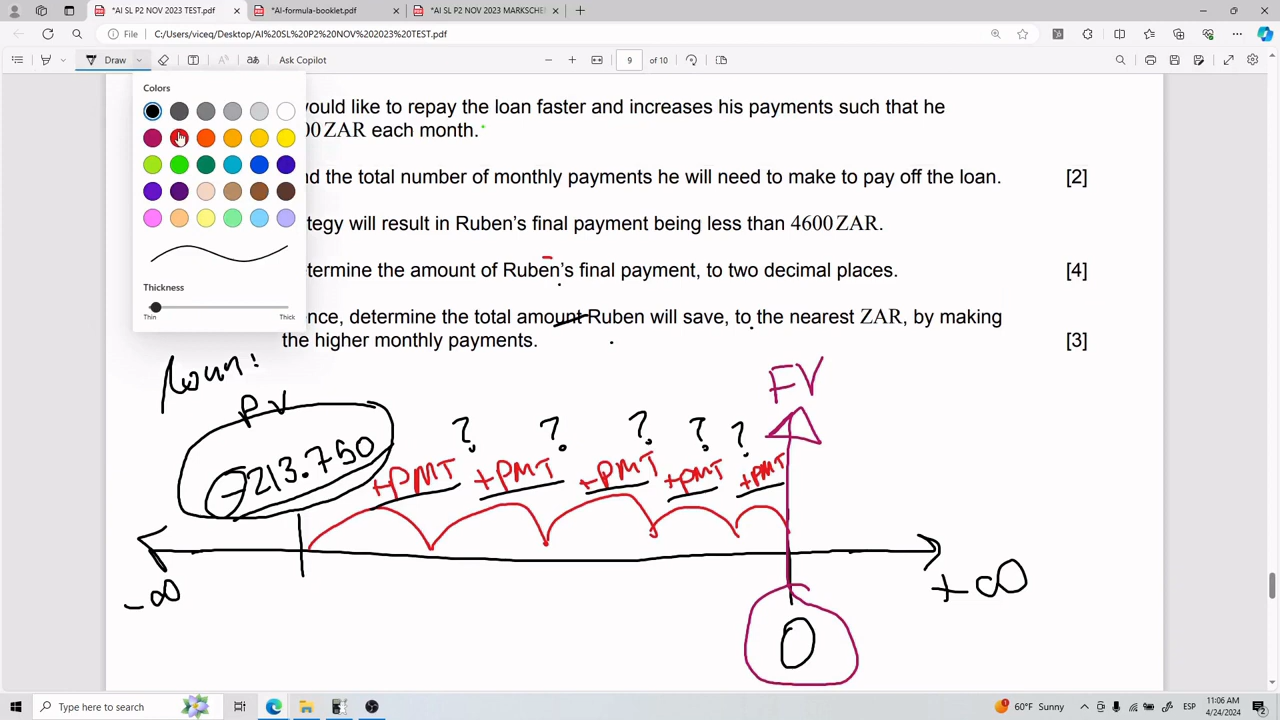 *AI SL P2 NOV 2023 TEST.pdf
*AI-formula-booklet.pdf
*AI SL P2 NOV 2023 MARKSCHE
File
C:/Users/viceq/Desktop/AI%20SL%20P2%20NOV%202023%20TEST.pdf
Draw
Ask Copilot
9 of 10
Colors
Thickness
Thin
Thick
ould like to repay the loan faster and increases his payments such that he
00 ZAR each month.
d the total number of monthly payments he will need to make to pay off the loan. [2]
tegy will result in Ruben's final payment being less than 4600 ZAR.
termine the amount of Ruben's final payment, to two decimal places. [4]
ence, determine the total amount Ruben will save, to the nearest ZAR, by making
the higher monthly payments. [3]
Loan:
PV
FV
? ? ? ? ?
-213.750
+PMT +PMT +PMT +PMT +PMT
-∞
+∞
0
Type here to search
60°F Sunny
ESP
11:06 AM
4/24/2024